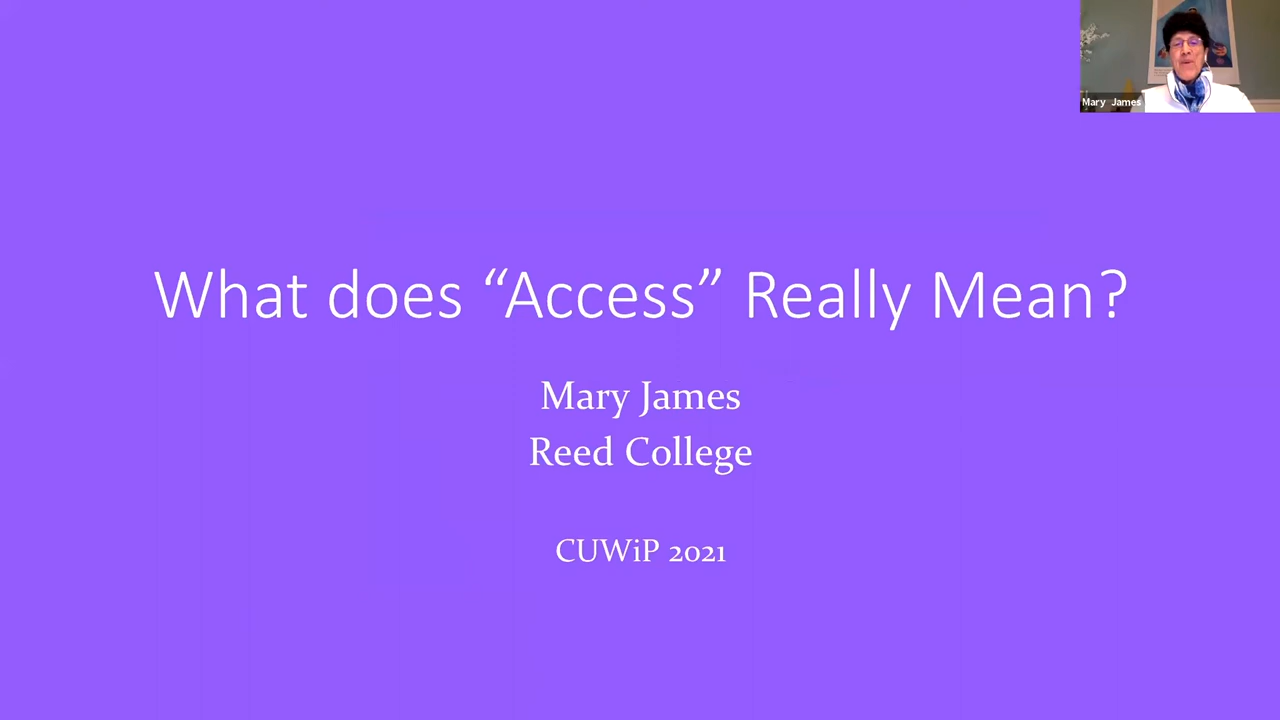 Mary James
What does “Access” Really Mean?
Mary James
Reed College
CUWiP 2021